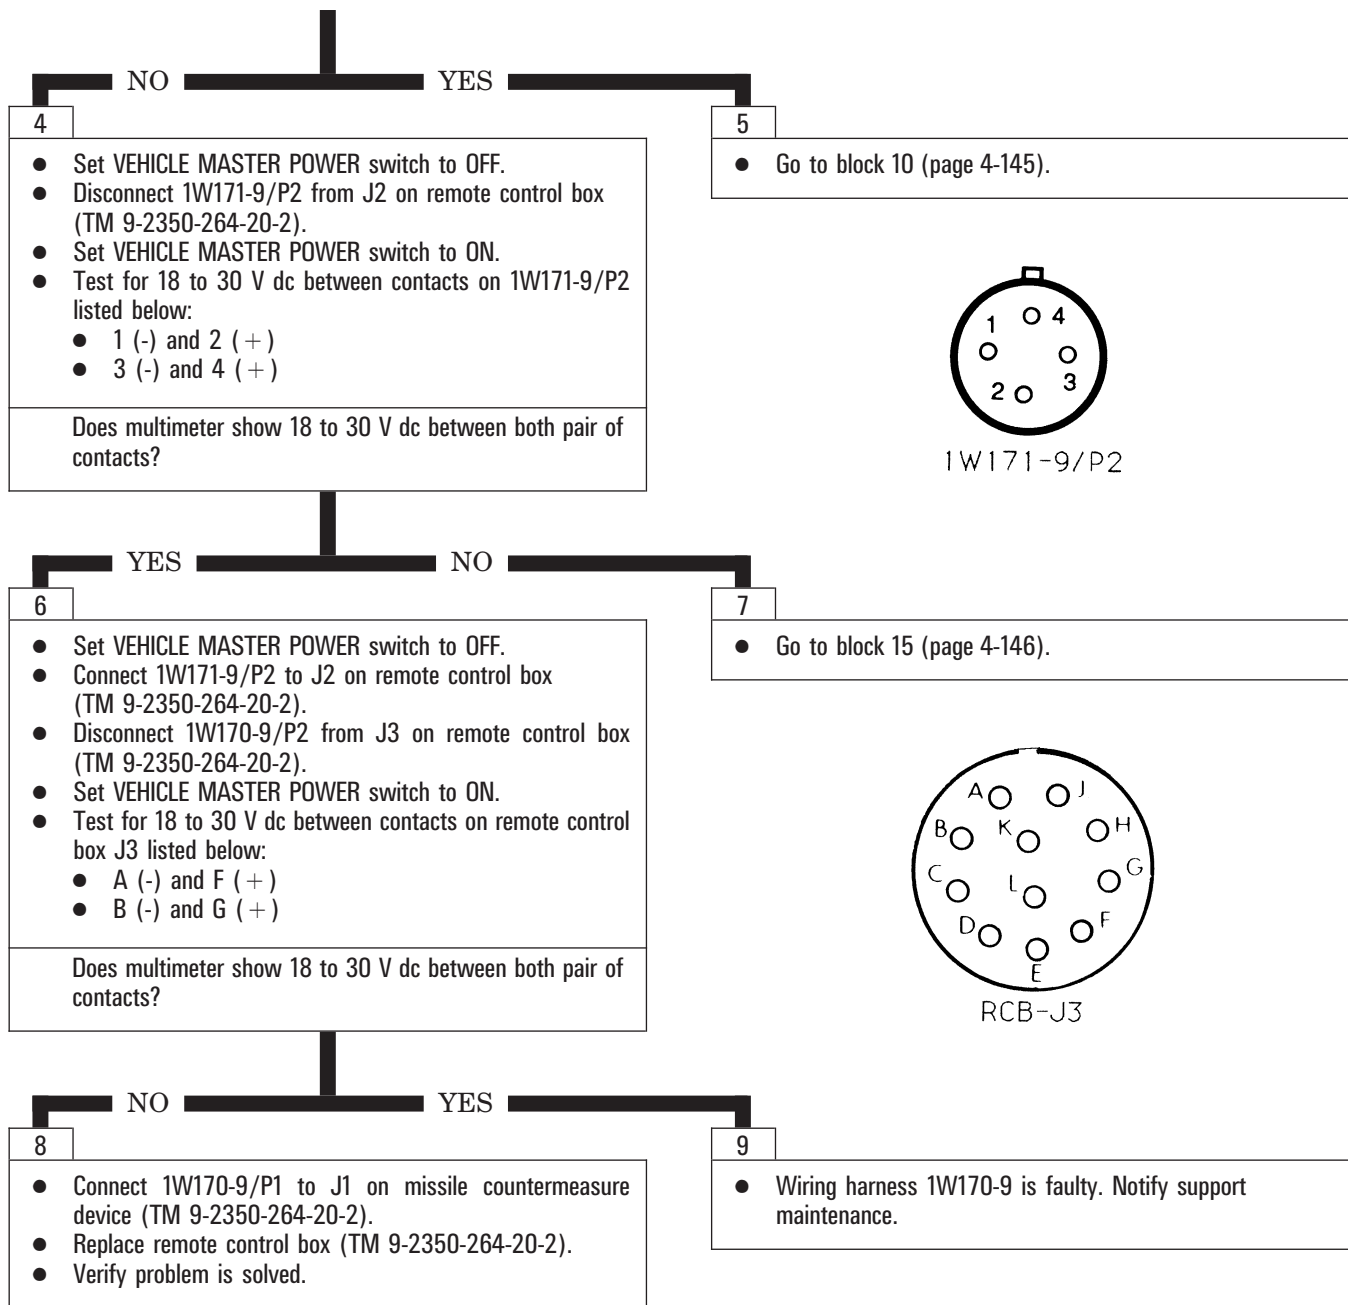 NO YES
4
● Set VEHICLE MASTER POWER switch to OFF.
● Disconnect 1W171-9/P2 from J2 on remote control box
(TM 9-2350-264-20-2).
● Set VEHICLE MASTER POWER switch to ON.
● Test for 18 to 30 V dc between contacts on 1W171-9/P2
listed below:
● 1 (-) and 2 (+)
● 3 (-) and 4 (+)
Does multimeter show 18 to 30 V dc between both pair of
contacts?
5
● Go to block 10 (page 4-145).
1 4
2 3
1W171-9/P2
YES NO
6
● Set VEHICLE MASTER POWER switch to OFF.
● Connect 1W171-9/P2 to J2 on remote control box
(TM 9-2350-264-20-2).
● Disconnect 1W170-9/P2 from J3 on remote control box
(TM 9-2350-264-20-2).
● Set VEHICLE MASTER POWER switch to ON.
● Test for 18 to 30 V dc between contacts on remote control
box J3 listed below:
● A (-) and F (+)
● B (-) and G (+)
Does multimeter show 18 to 30 V dc between both pair of
contacts?
7
● Go to block 15 (page 4-146).
A J
B K H
C L G
D F
E
RCB-J3
NO YES
8
● Connect 1W170-9/P1 to J1 on missile countermeasure
device (TM 9-2350-264-20-2).
● Replace remote control box (TM 9-2350-264-20-2).
● Verify problem is solved.
9
● Wiring harness 1W170-9 is faulty. Notify support
maintenance.